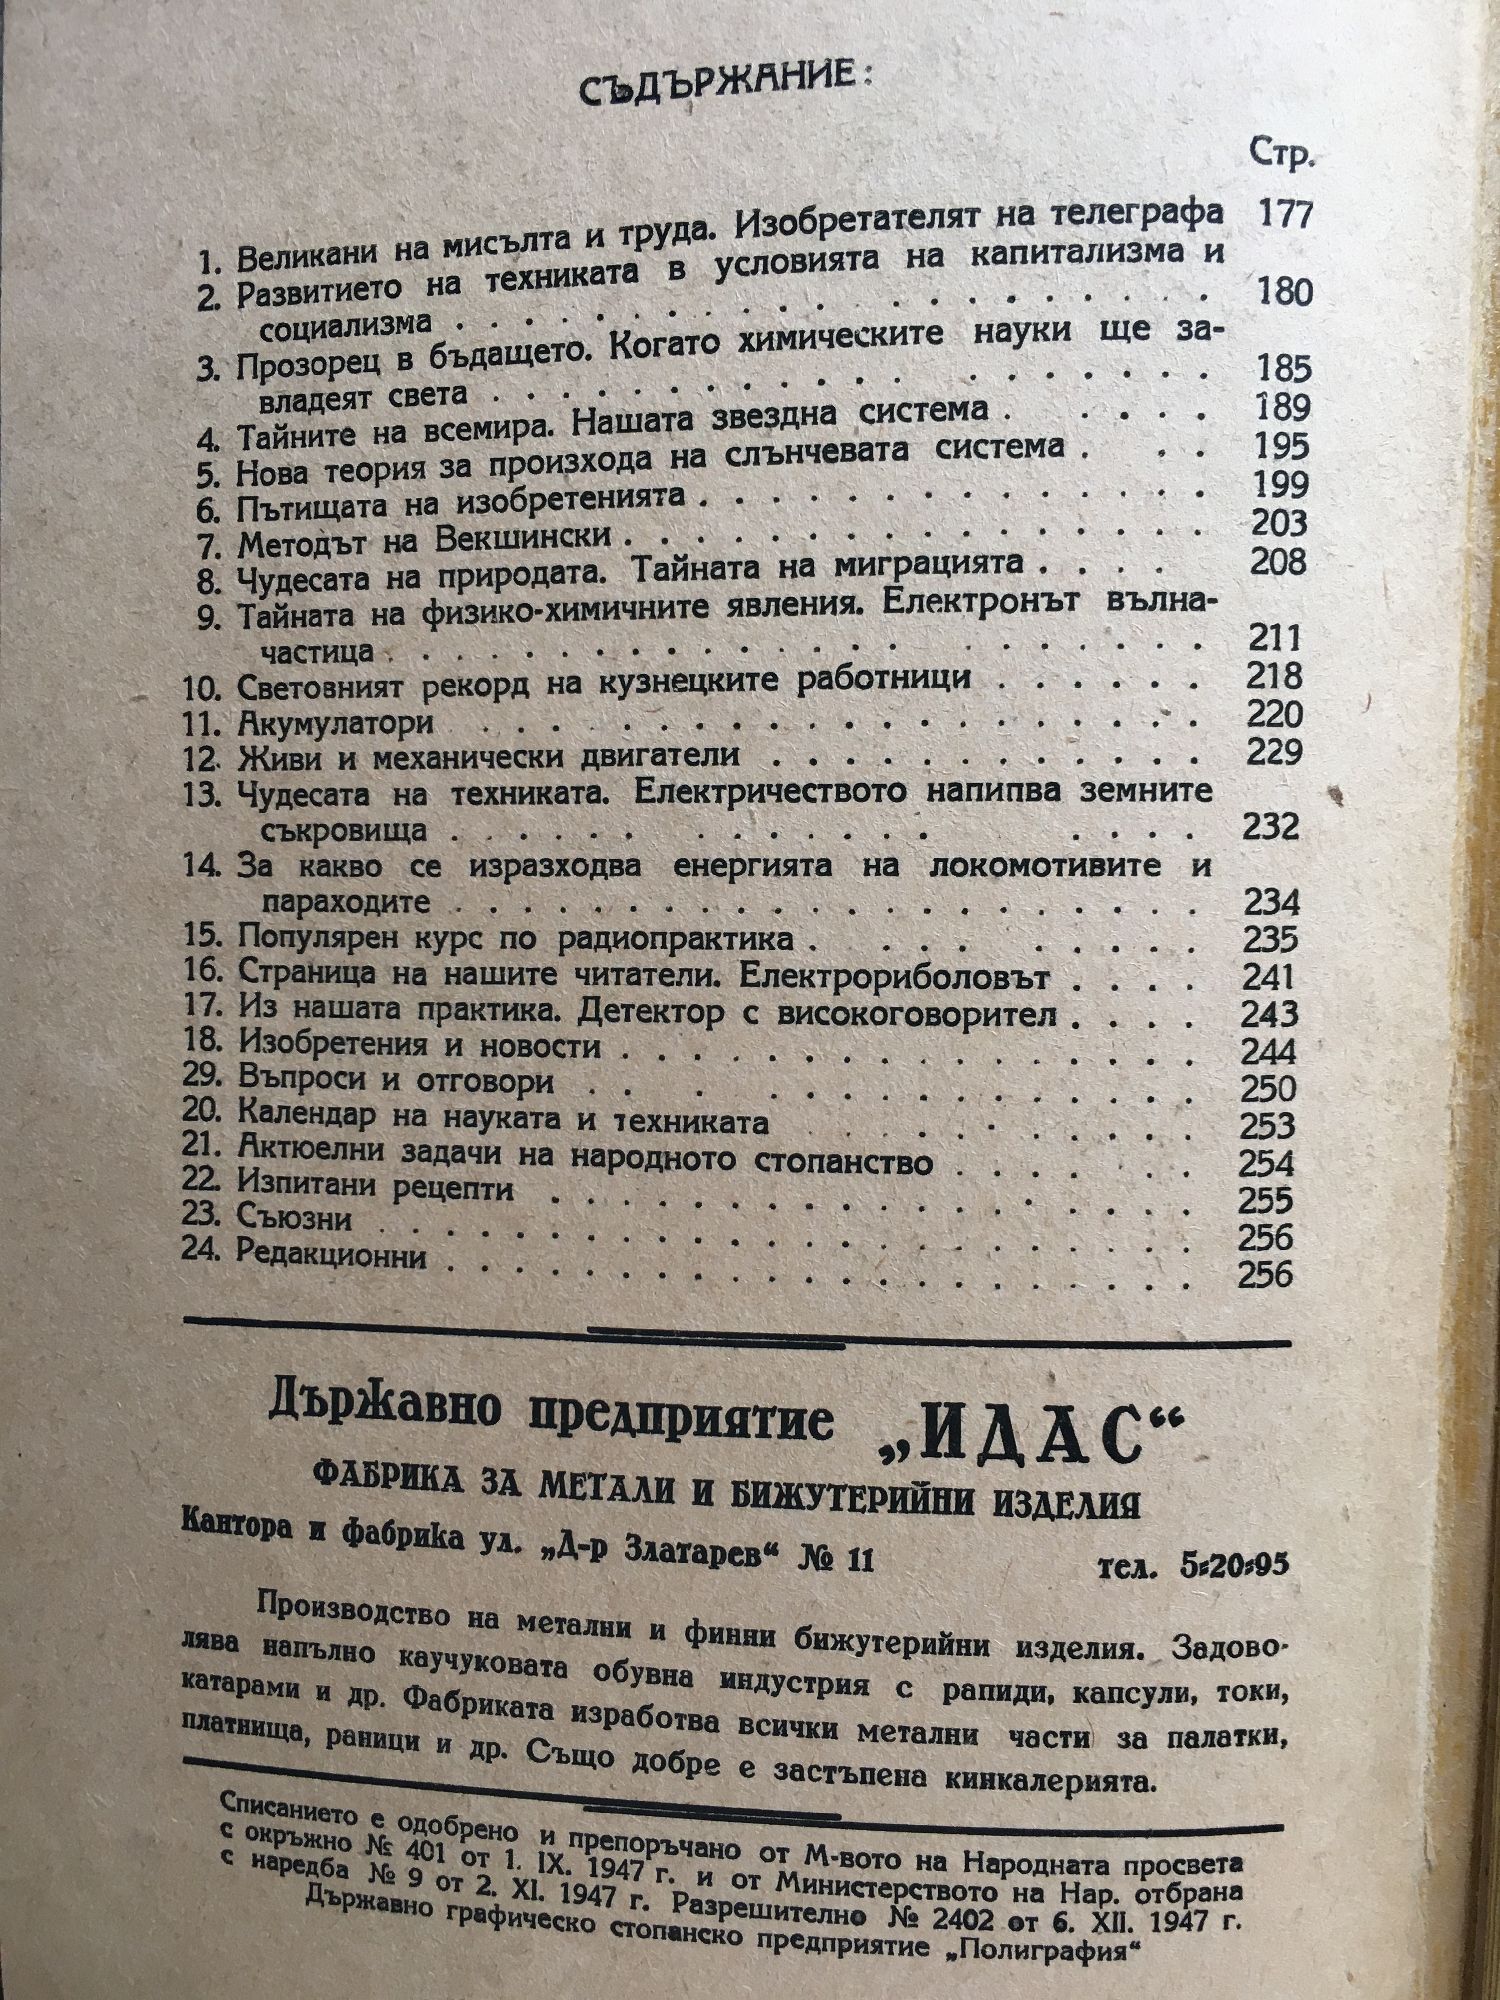 СЪДЪРЖАНИЕ:
Стр.
1. Великани на мисълта и труда. Изобретателят на телеграфа 177
2. Развитието на техниката в условията на капитализма и
социализма . . . . . . . . . . . . . . . . . 180
3. Прозорец в бъдащето. Когато химическите науки ще за-
владеят света . . . . . . . . . . . . . . . . . 185
4. Тайните на всемира. Нашата звездна система . . . . . 189
5. Нова теория за произхода на слънчевата система . . . 195
6. Пътищата на изобретенията . . . . . . . . . . . . . 199
7. Методът на Векшински . . . . . . . . . . . . . . . 203
8. Чудесата на природата. Тайната на миграцията . . . . 208
9. Тайната на физико-химичните явления. Електронът вълна-
частица . . . . . . . . . . . . . . . . . . . 211
10. Световният рекорд на кузнецките работници . . . . . . 218
11. Акумулатори . . . . . . . . . . . . . . . . . . 220
12. Живи и механически двигатели . . . . . . . . . . . . 229
13. Чудесата на техниката. Електричеството напипва земните
съкровища . . . . . . . . . . . . . . . . . 232
14. За какво се изразходва енергията на локомотивите и
параходите . . . . . . . . . . . . . . . . . . 234
15. Популярен курс по радиопрактика . . . . . . . . . 235
16. Страница на нашите читатели. Електрориболовът . . . . 241
17. Из нашата практика. Детектор с високоговорител . . . . 243
18. Изобретения и новости . . . . . . . . . . . . . . . 244
29. Въпроси и отговори . . . . . . . . . . . . . . 250
20. Календар на науката и техниката . . . . . . . . . . 253
21. Актюелни задачи на народното стопанство . . . . . . 254
22. Изпитани рецепти . . . . . . . . . . . . . . . . . 255
23. Съюзни . . . . . . . . . . . . . . . . . . . . . 256
24. Редакционни . . . . . . . . . . . . . . . . . . . 256
Държавно предприятие „ИДАС“
ФАБРИКА ЗА МЕТАЛИ И БИЖУТЕРИЙНИ ИЗДЕЛИЯ
Кантора и фабрика ул. „Д-р Златарев“ № 11 тел. 5-20-95
Производство на метални и финни бижутерийни изделия. Задово-
лява напълно каучуковата обувна индустрия с рапиди, капсули, токи,
катарами и др. Фабриката изработва всички метални части за палатки,
платнища, раници и др. Също добре е застъпена кинкалерията.
Списанието е одобрено и препоръчано от М-вото на Народната просвета
с окръжно № 401 от 1. IX. 1947 г. и от Министерството на Нар. отбрана
с наредба № 9 от 2. XI. 1947 г. Разрешително № 2402 от 6. XII. 1947 г.
Държавно графическо стопанско предприятие „Полиграфия“